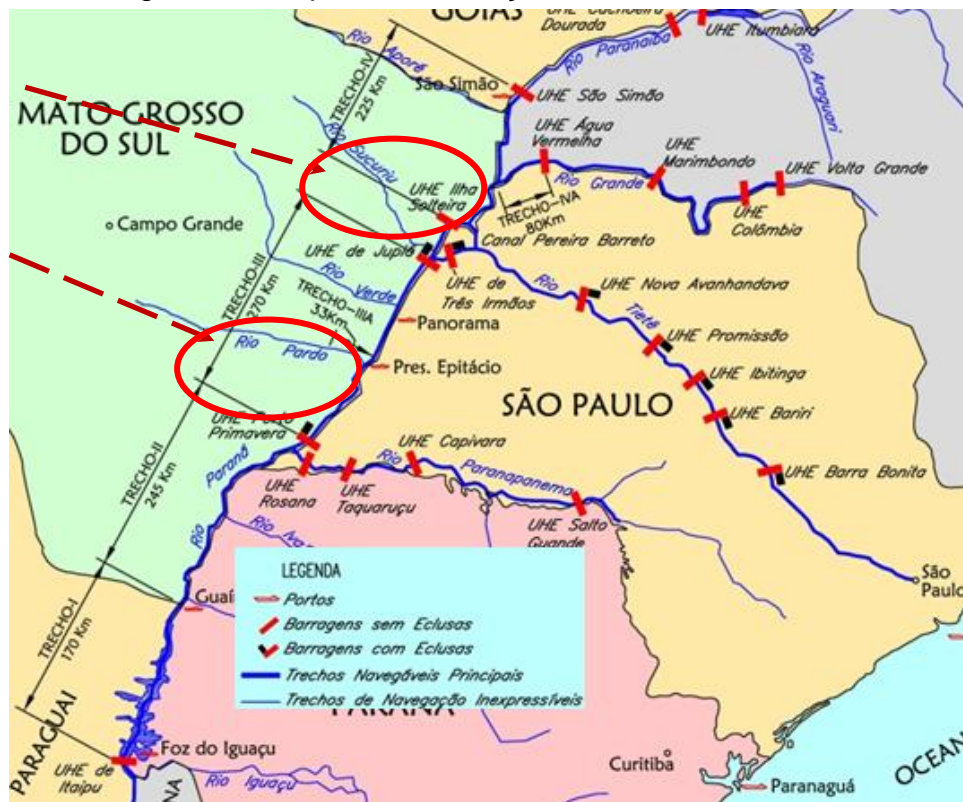 GOIÁS
Dourada
UHE Itumbiara
Rio Aporé
Rio Paranaíba
Rio Araguari
TRECHO-IV
225 Km
São Simão
UHE São Simão
MATO GROSSO
DO SUL
Rio Sucuriú
UHE Água
Vermelha
UHE
Marimbondo
UHE Volta Grande
Rio Grande
TRECHO-IVA
80Km
UHE
Colômbia
UHE Ilha
Solteira
Campo Grande
Canal Pereira Barreto
UHE de Jupiá
UHE de
Três Irmãos
Rio Verde
TRECHO-III
270 Km
TRECHO-IIIA
33Km
Rio Tietê
UHE Nova Avanhandava
Panorama
UHE Promissão
Rio Pardo
Pres. Epitácio
UHE Ibitinga
SÃO PAULO
UHE Bariri
UHE Porto
Primavera
UHE Capivara
UHE Barra Bonita
TRECHO-II
245 Km
Rio Paraná
Rio Paranapanema
UHE
Rosana
UHE
Taquaruçu
UHE Salto
Guande
Rio
São
Paulo
LEGENDA
Portos
Barragens sem Eclusas
Barragens com Eclusas
Trechos Navegáveis Principais
Trechos de Navegação Inexpressíveis
TRECHO-I
170 Km
PARANÁ
PARAGUAI
Foz do Iguaçu
UHE de
Itaipu
Rio Iguaçu
Curitiba
Paranaguá
OCEAN
NA